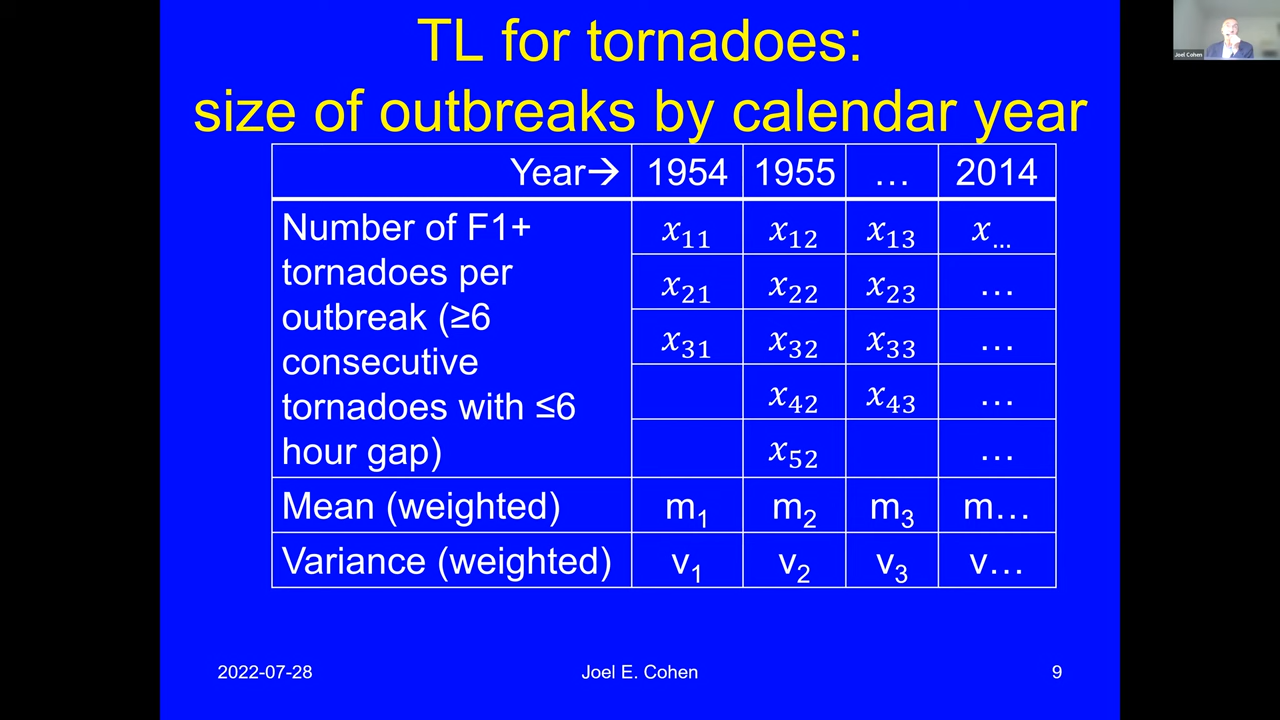 TL for tornadoes:
size of outbreaks by calendar year
Year→ 1954 1955 … 2014
Number of F1+
tornadoes per
outbreak (≥6
consecutive
tornadoes with ≤6
hour gap)
x₁₁ x₁₂ x₁₃ x…
x₂₁ x₂₂ x₂₃ …
x₃₁ x₃₂ x₃₃ …
x₄₂ x₄₃ …
x₅₂ …
Mean (weighted) m₁ m₂ m₃ m…
Variance (weighted) v₁ v₂ v₃ v…
2022-07-28 Joel E. Cohen 9
Joel Cohen